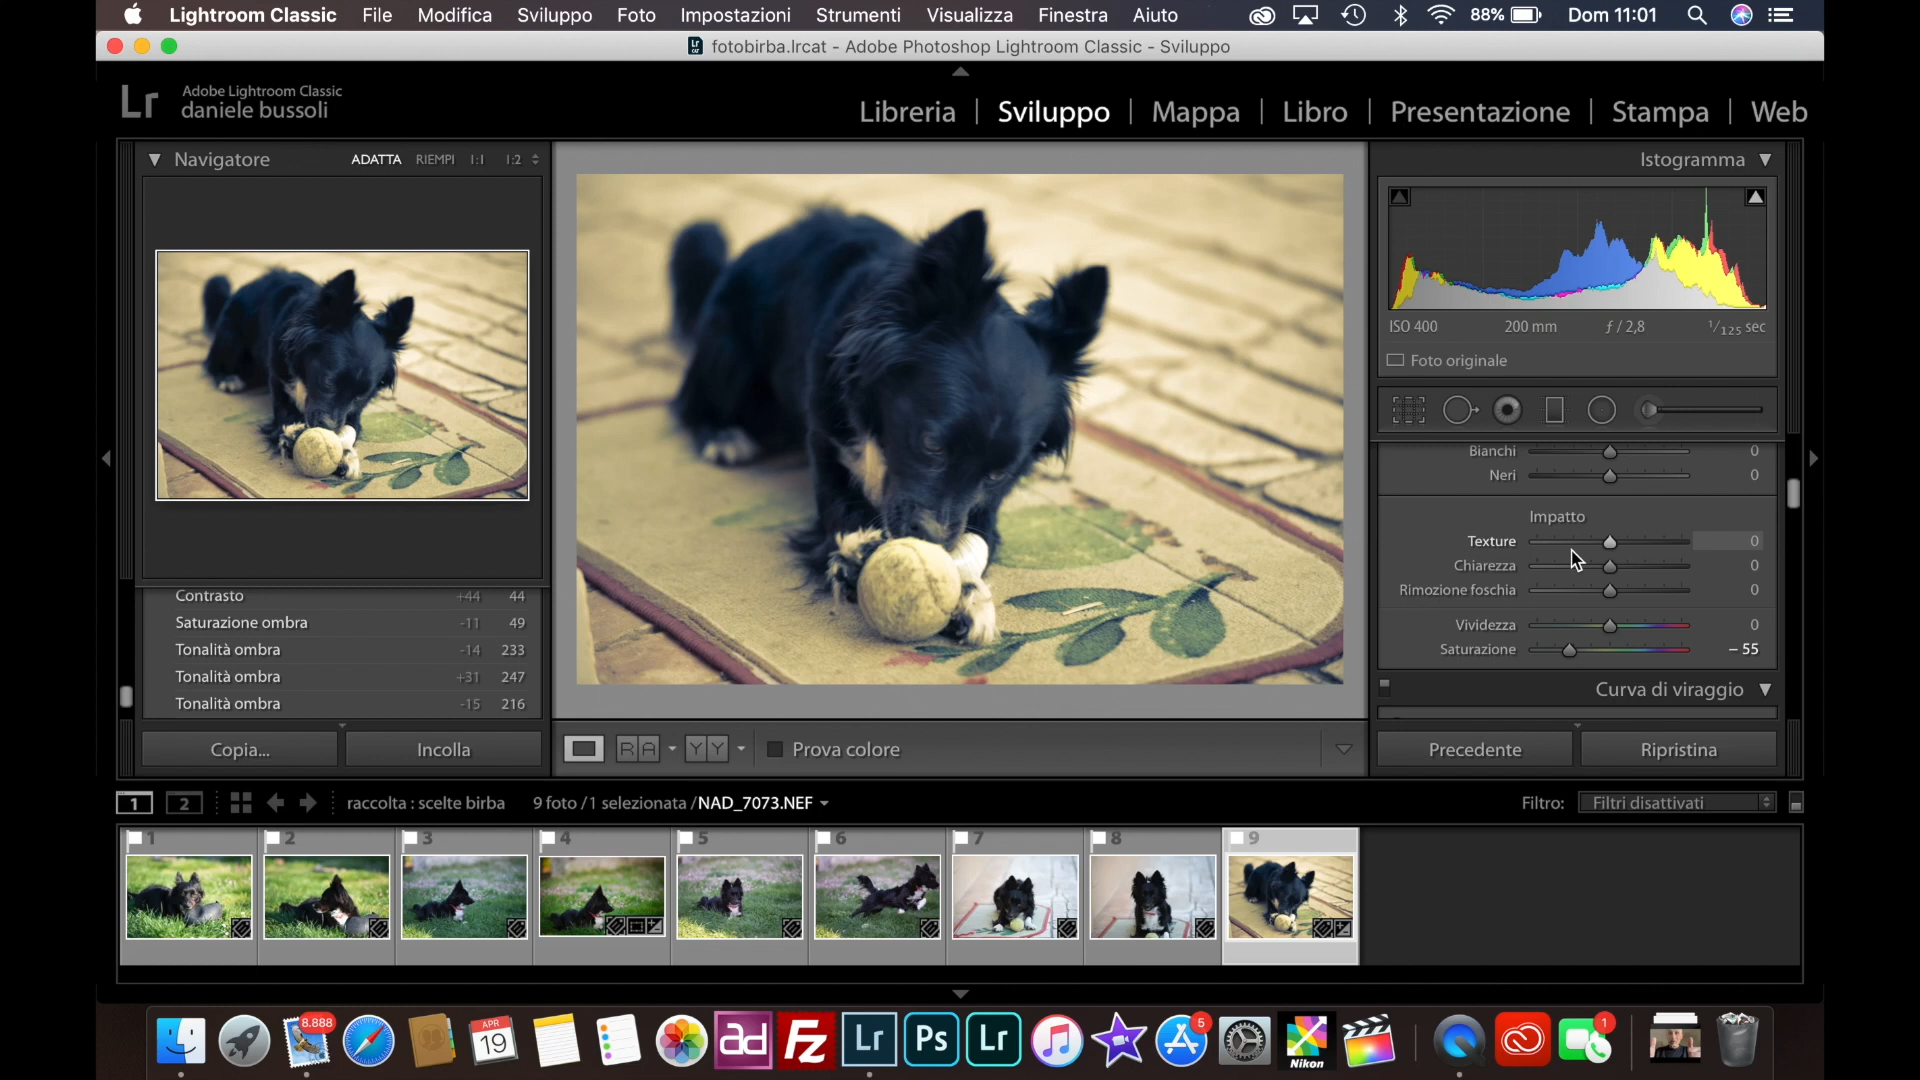 Lightroom Classic File Modifica Sviluppo Foto Impostazioni Strumenti Visualizza Finestra Aiuto 88% Dom 11:01
fotobirba.lrcat - Adobe Photoshop Lightroom Classic - Sviluppo
Lr Adobe Lightroom Classic
daniele bussoli
Libreria | Sviluppo | Mappa | Libro | Presentazione | Stampa | Web
Navigatore ADATTA RIEMPI 1:1 1:2
Istogramma
ISO 400 200 mm ƒ / 2,8 1/125 sec
Foto originale
Bianchi 0
Neri 0
Impatto
Texture 0
Chiarezza 0
Rimozione foschia 0
Vividezza 0
Saturazione – 55
Curva di viraggio
Contrasto +44 44
Saturazione ombra -11 49
Tonalità ombra -14 233
Tonalità ombra +31 247
Tonalità ombra -15 216
Copia... Incolla
R A Y Y Prova colore
Precedente Ripristina
1 2 raccolta : scelte birba 9 foto / 1 selezionata / NAD_7073.NEF
Filtro: Filtri disattivati
1 2 3 4 5 6 7 8 9
8.888 APR 19 ad Fz Lr Ps Lr 5 Nikon 1